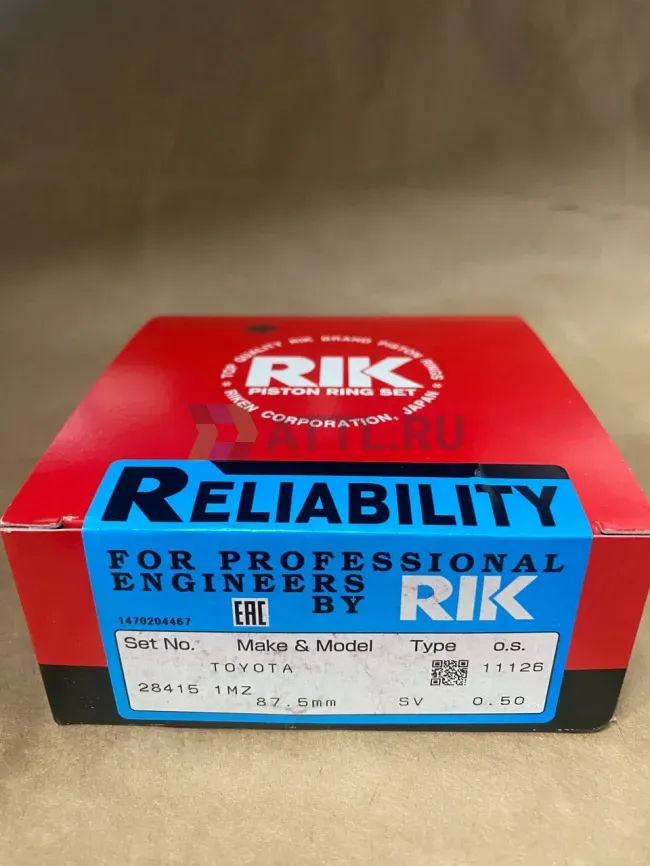 TOP QUALITY RIK BRAND PISTON RINGS
RIK
PISTON RING SET
RIKEN CORPORATION, JAPAN
ATTL.RU
RELIABILITY
FOR PROFESSIONAL
ENGINEERS
BY RIK
1470204467
EAC
Set No. Make & Model Type o.s.
TOYOTA 11126
28415 1MZ
87.5mm SV 0.50